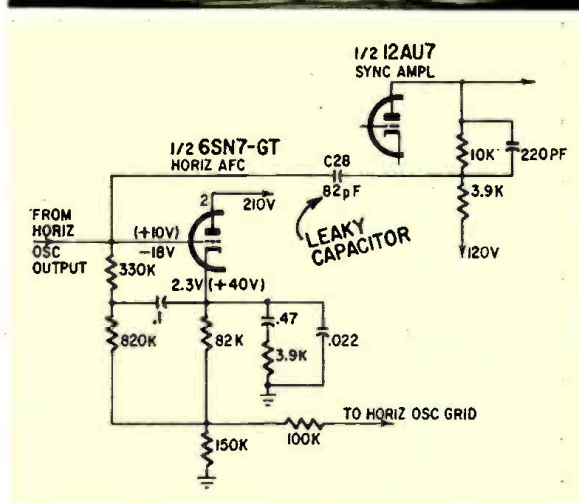 1/2 12AU7
SYNC AMPL
1/2 6SN7-GT
HORIZ AFC
C28
82pF
10K
220PF
3.9K
120V
LEAKY
CAPACITOR
2
210V
FROM
HORIZ
OSC
OUTPUT
(+10V)
-18V
330K
2.3V (+40V)
.1
820K
82K
.47
3.9K
.022
TO HORIZ OSC GRID
100K
150K